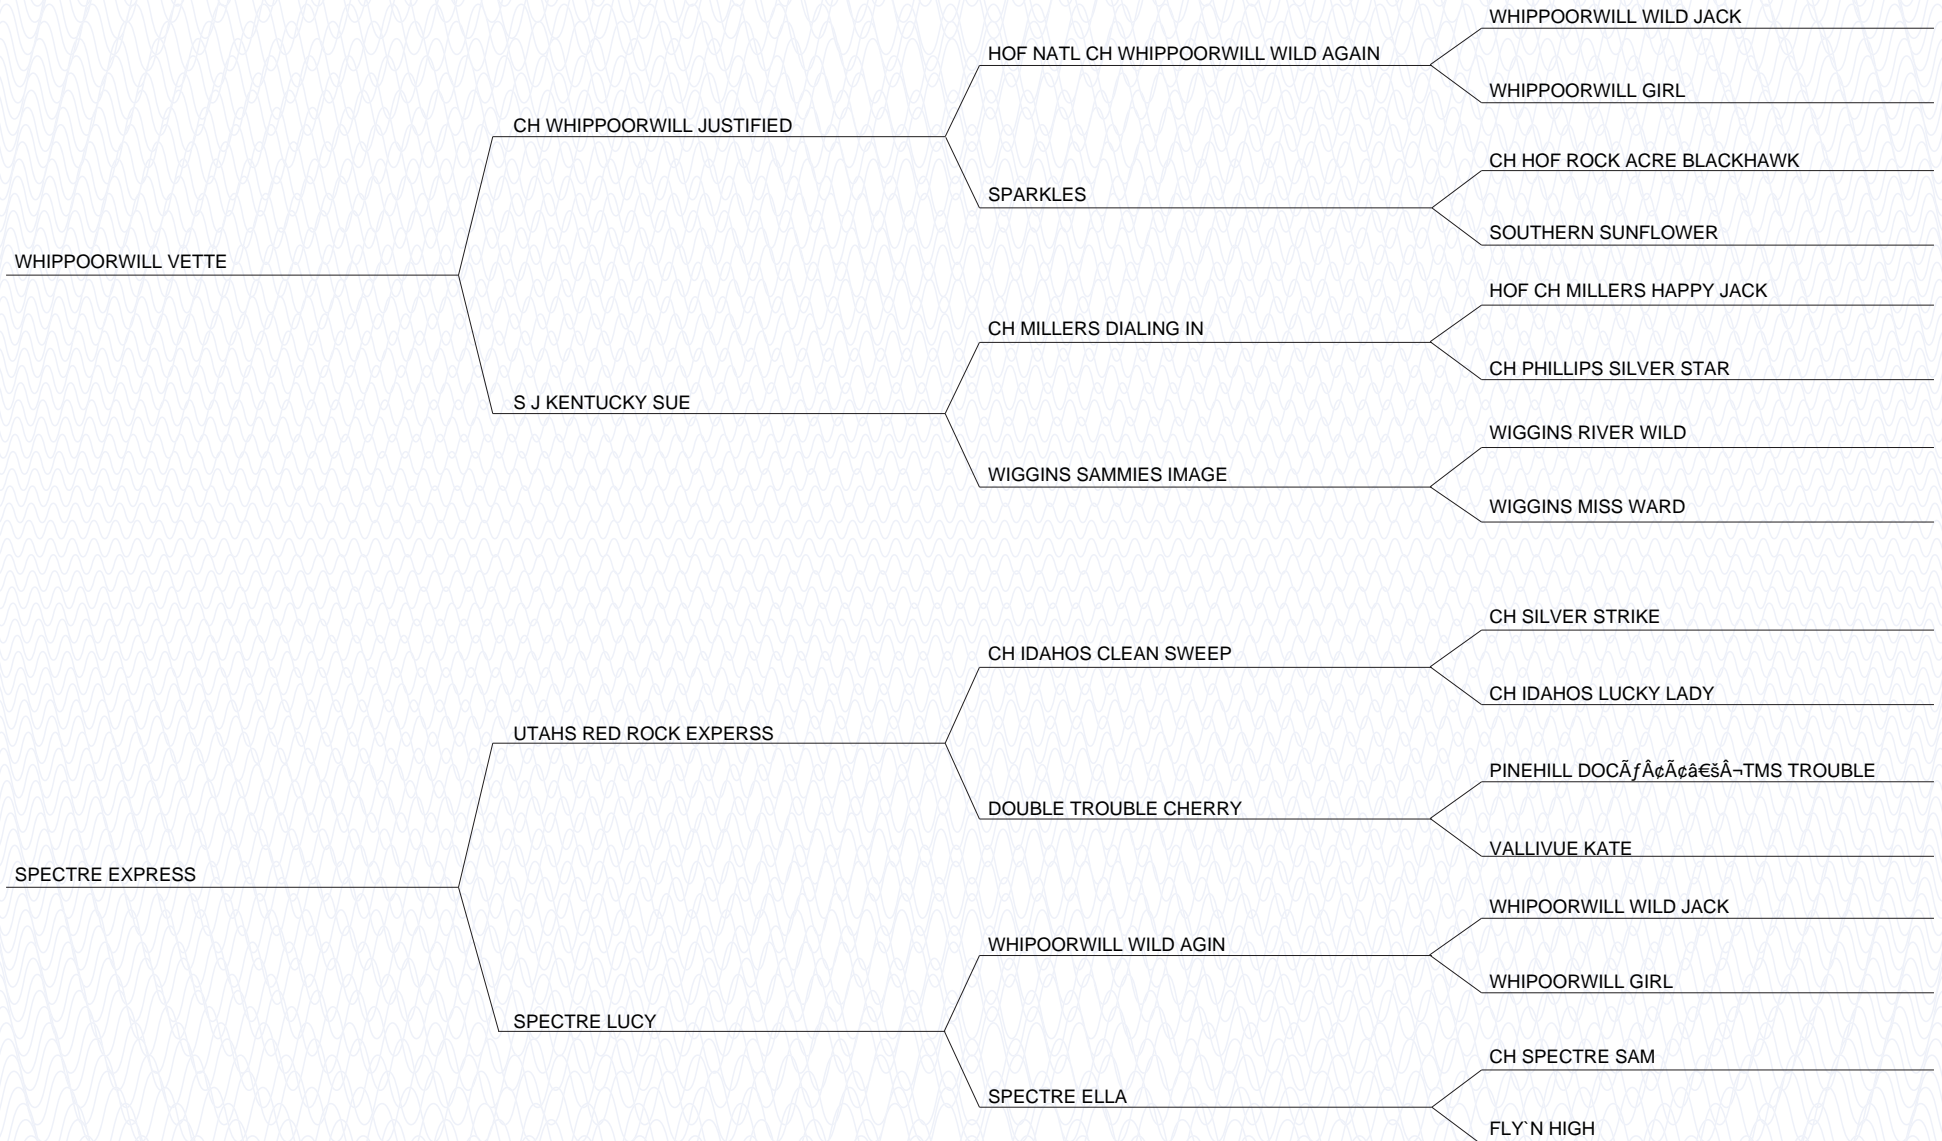 WHIPPOORWILL WILD JACK
HOF NATL CH WHIPPOORWILL WILD AGAIN
WHIPPOORWILL GIRL
CH WHIPPOORWILL JUSTIFIED
CH HOF ROCK ACRE BLACKHAWK
SPARKLES
SOUTHERN SUNFLOWER
WHIPPOORWILL VETTE
HOF CH MILLERS HAPPY JACK
CH MILLERS DIALING IN
CH PHILLIPS SILVER STAR
S J KENTUCKY SUE
WIGGINS RIVER WILD
WIGGINS SAMMIES IMAGE
WIGGINS MISS WARD
CH SILVER STRIKE
CH IDAHOS CLEAN SWEEP
CH IDAHOS LUCKY LADY
UTAHS RED ROCK EXPERSS
PINEHILL DOCÃƒÂ¢Ã¢â€šÂ¬TMS TROUBLE
DOUBLE TROUBLE CHERRY
VALLIVUE KATE
SPECTRE EXPRESS
WHIPOORWILL WILD JACK
WHIPOORWILL WILD AGIN
WHIPOORWILL GIRL
SPECTRE LUCY
CH SPECTRE SAM
SPECTRE ELLA
FLY`N HIGH